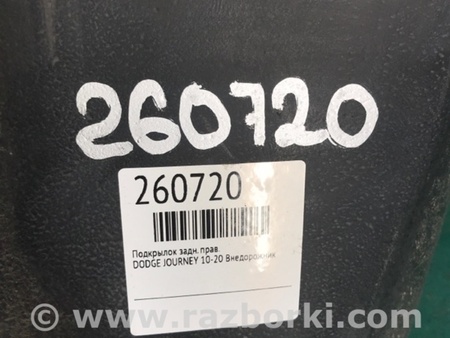 260720
260720
Подкрылок задн. прав.
DODGE JOURNEY 10-20 Внедорожник
© www.razborki.com